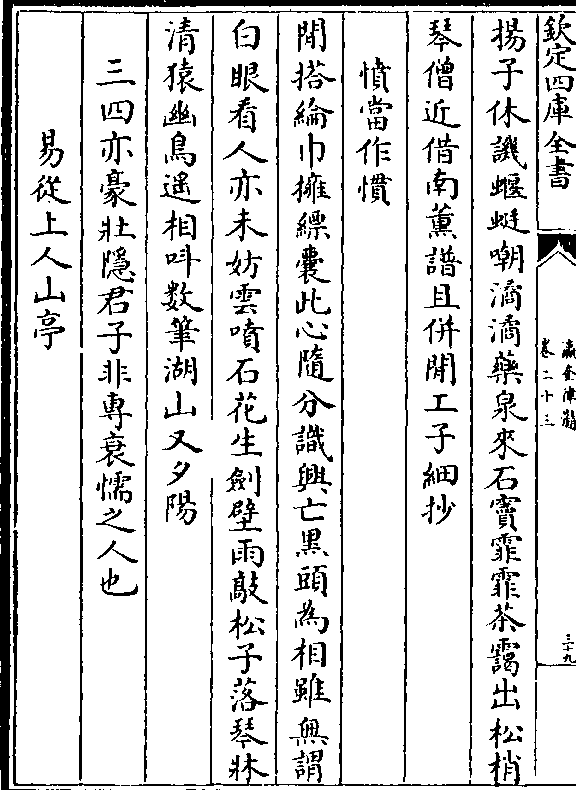 欽定四庫全書
瀛奎律髓
卷二十三
三十九
揚子休譏蝘蜓嘲潏潏藥泉來石竇霏霏茶靄出松梢
琴僧近借南薰譜且併閒工子細抄
憤當作慣
閒搭綸巾擁縹囊此心隨分識興亡黒頭為相雖無謂
白眼看人亦未妨雲噴石花生劍壁雨敲松子落琴牀
清猿幽鳥遥相呌數筆湖山又夕陽
三四亦豪壯隱君子非專衰懦之人也
易從上人山亭